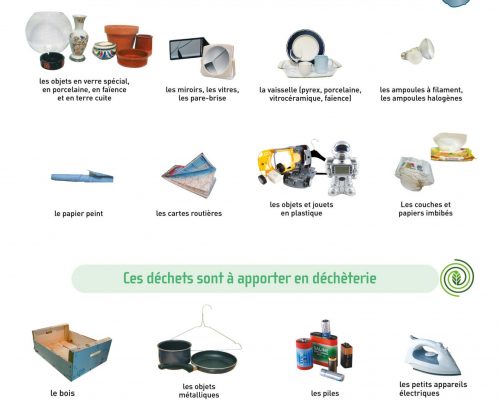 les objets en verre spécial,
en porcelaine, en faïence
et en terre cuite
les miroirs, les vitres,
les pare-brise
la vaisselle (pyrex, porcelaine,
vitrocéramique, faïence)
les ampoules à filament,
les ampoules halogènes
le papier peint
les cartes routières
les objets et jouets
en plastique
Les couches et
papiers imbibés
Ces déchets sont à apporter en déchèterie
le bois
les objets
métalliques
les piles
les petits appareils
électriques